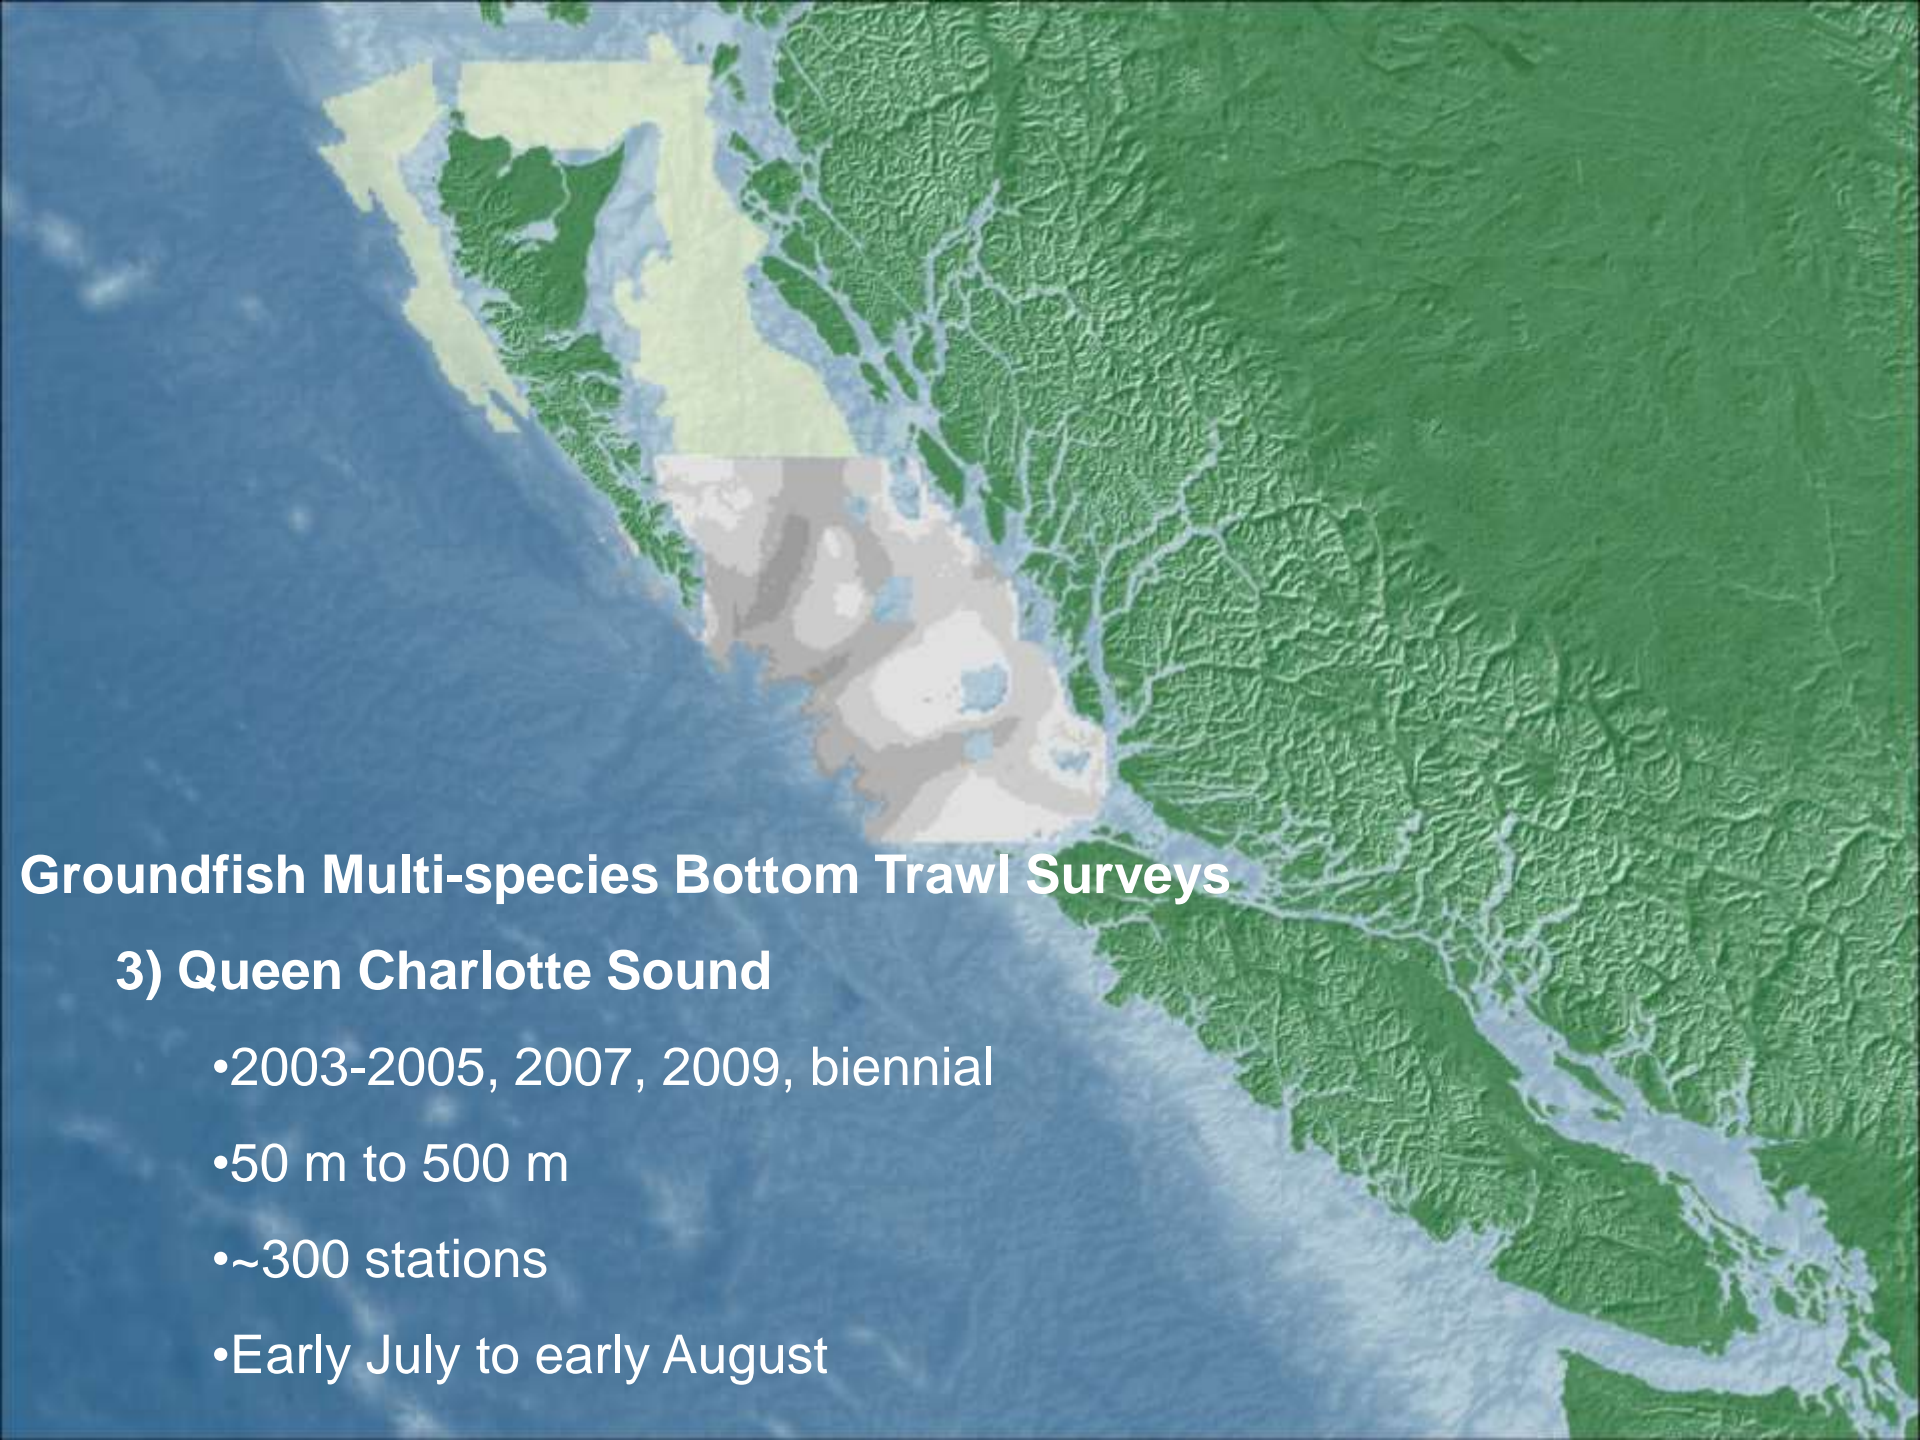 Groundfish Multi-species Bottom Trawl Surveys
3) Queen Charlotte Sound
•2003-2005, 2007, 2009, biennial
•50 m to 500 m
•~300 stations
•Early July to early August